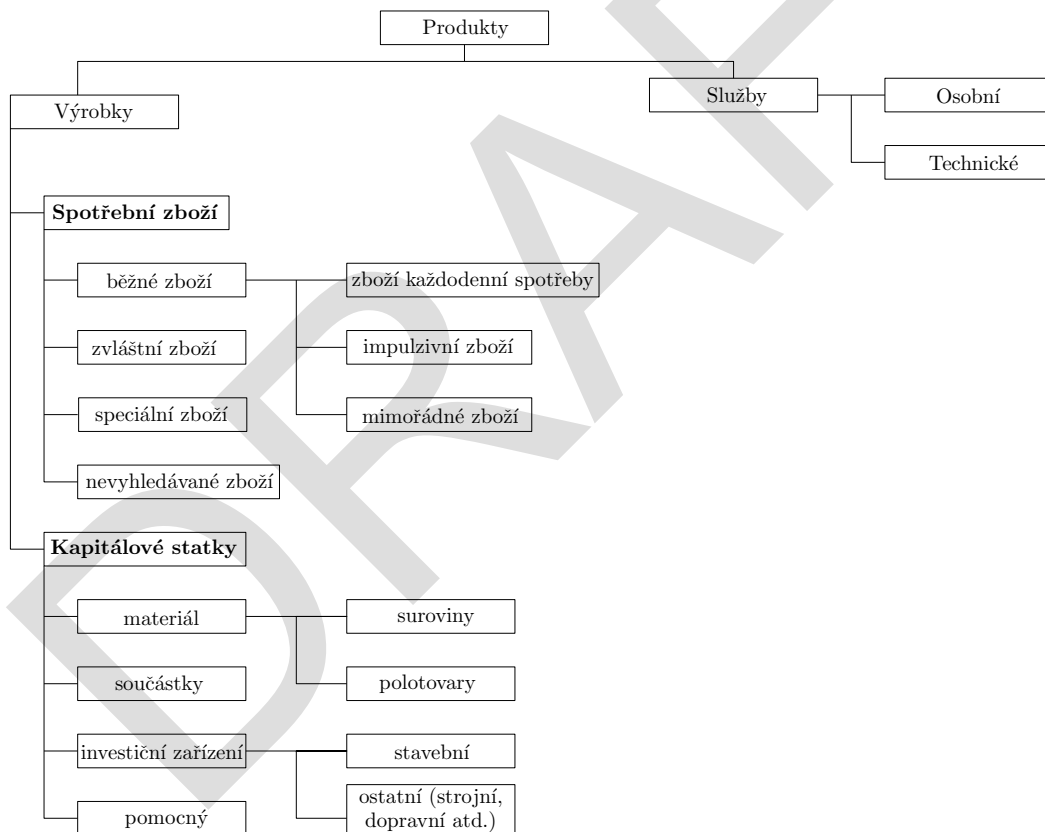 Produkty
Výrobky
Služby
Osobní
Technické
Spotřební zboží
běžné zboží
zboží každodenní spotřeby
zvláštní zboží
impulzivní zboží
speciální zboží
mimořádné zboží
nevyhledávané zboží
Kapitálové statky
materiál
suroviny
součástky
polotovary
investiční zařízení
stavební
pomocný
ostatní (strojní,
dopravní atd.)
DRAF